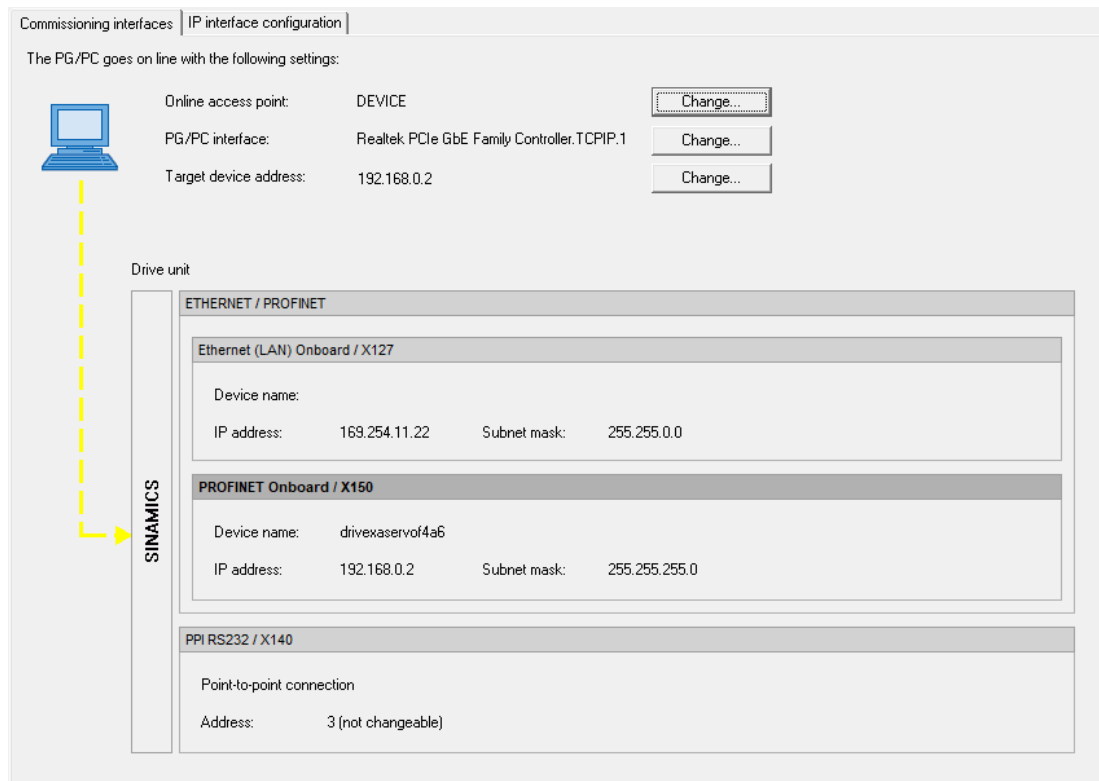 Commissioning interfaces IP interface configuration
The PG/PC goes on line with the following settings:
Online access point: DEVICE Change...
PG/PC interface: Realtek PCIe GbE Family Controller.TCPIP.1 Change...
Target device address: 192.168.0.2 Change...
Drive unit
SINAMICS
ETHERNET / PROFINET
Ethernet (LAN) Onboard / X127
Device name:
IP address: 169.254.11.22 Subnet mask: 255.255.0.0
PROFINET Onboard / X150
Device name: drivexaservof4a6
IP address: 192.168.0.2 Subnet mask: 255.255.255.0
PPI RS232 / X140
Point-to-point connection
Address: 3 (not changeable)